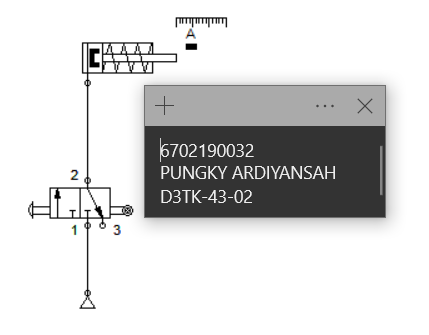 A
6702190032
PUNGKY ARDIYANSAH
D3TK-43-02
2
1 3